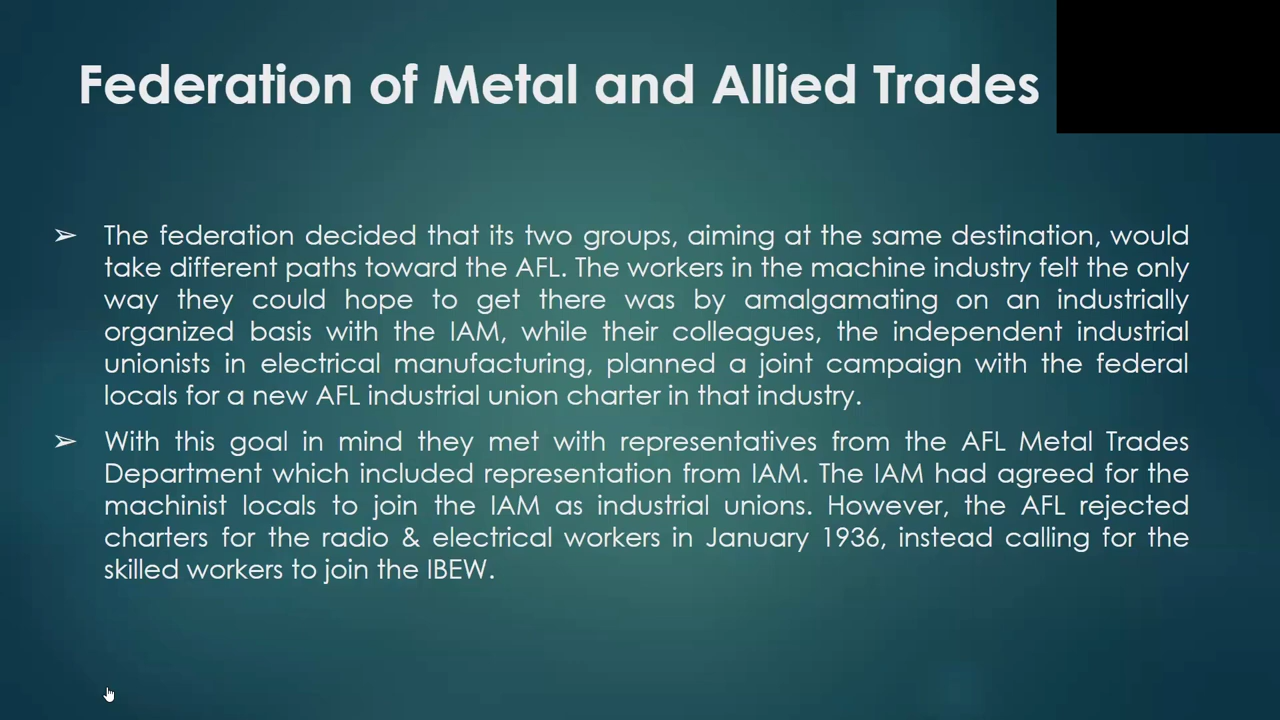 Federation of Metal and Allied Trades
➢ The federation decided that its two groups, aiming at the same destination, would
take different paths toward the AFL. The workers in the machine industry felt the only
way they could hope to get there was by amalgamating on an industrially
organized basis with the IAM, while their colleagues, the independent industrial
unionists in electrical manufacturing, planned a joint campaign with the federal
locals for a new AFL industrial union charter in that industry.
➢ With this goal in mind they met with representatives from the AFL Metal Trades
Department which included representation from IAM. The IAM had agreed for the
machinist locals to join the IAM as industrial unions. However, the AFL rejected
charters for the radio & electrical workers in January 1936, instead calling for the
skilled workers to join the IBEW.